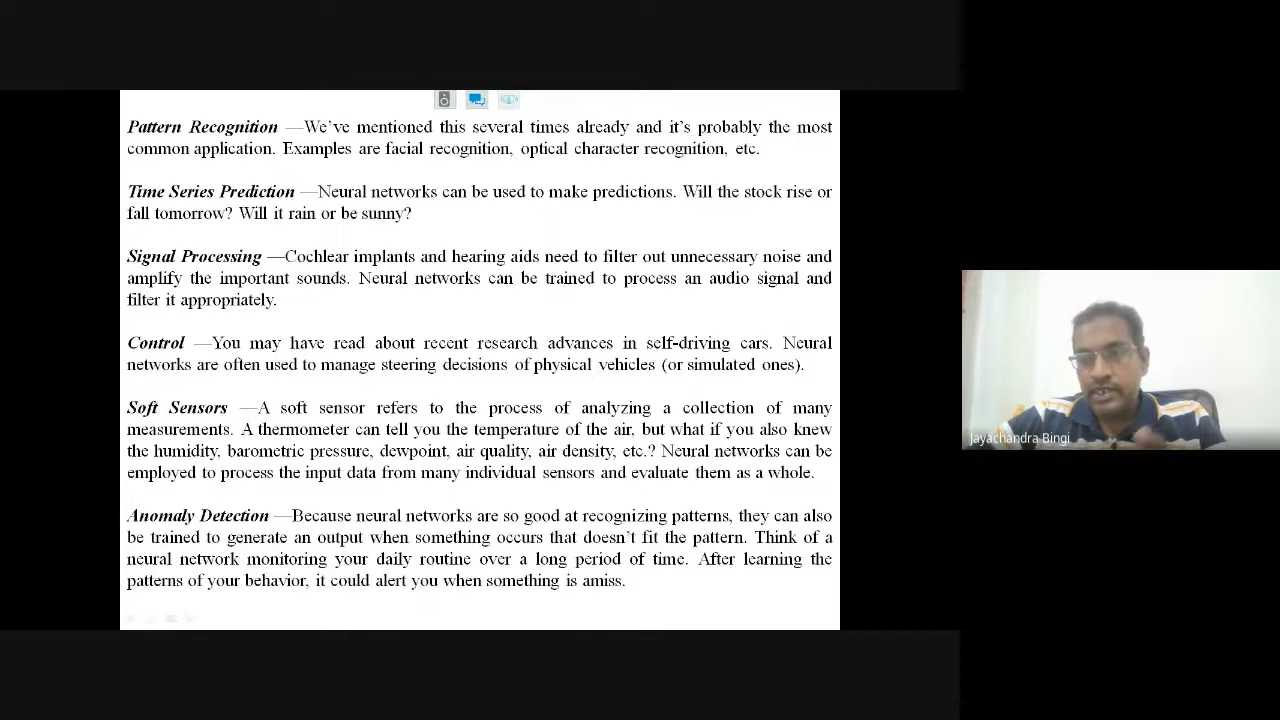 Pattern Recognition —We've mentioned this several times already and it's probably the most
common application. Examples are facial recognition, optical character recognition, etc.
Time Series Prediction —Neural networks can be used to make predictions. Will the stock rise or
fall tomorrow? Will it rain or be sunny?
Signal Processing —Cochlear implants and hearing aids need to filter out unnecessary noise and
amplify the important sounds. Neural networks can be trained to process an audio signal and
filter it appropriately.
Control —You may have read about recent research advances in self-driving cars. Neural
networks are often used to manage steering decisions of physical vehicles (or simulated ones).
Soft Sensors —A soft sensor refers to the process of analyzing a collection of many
measurements. A thermometer can tell you the temperature of the air, but what if you also knew
the humidity, barometric pressure, dewpoint, air quality, air density, etc.? Neural networks can be
employed to process the input data from many individual sensors and evaluate them as a whole.
Anomaly Detection —Because neural networks are so good at recognizing patterns, they can also
be trained to generate an output when something occurs that doesn't fit the pattern. Think of a
neural network monitoring your daily routine over a long period of time. After learning the
patterns of your behavior, it could alert you when something is amiss.
Jayachandra Bingi